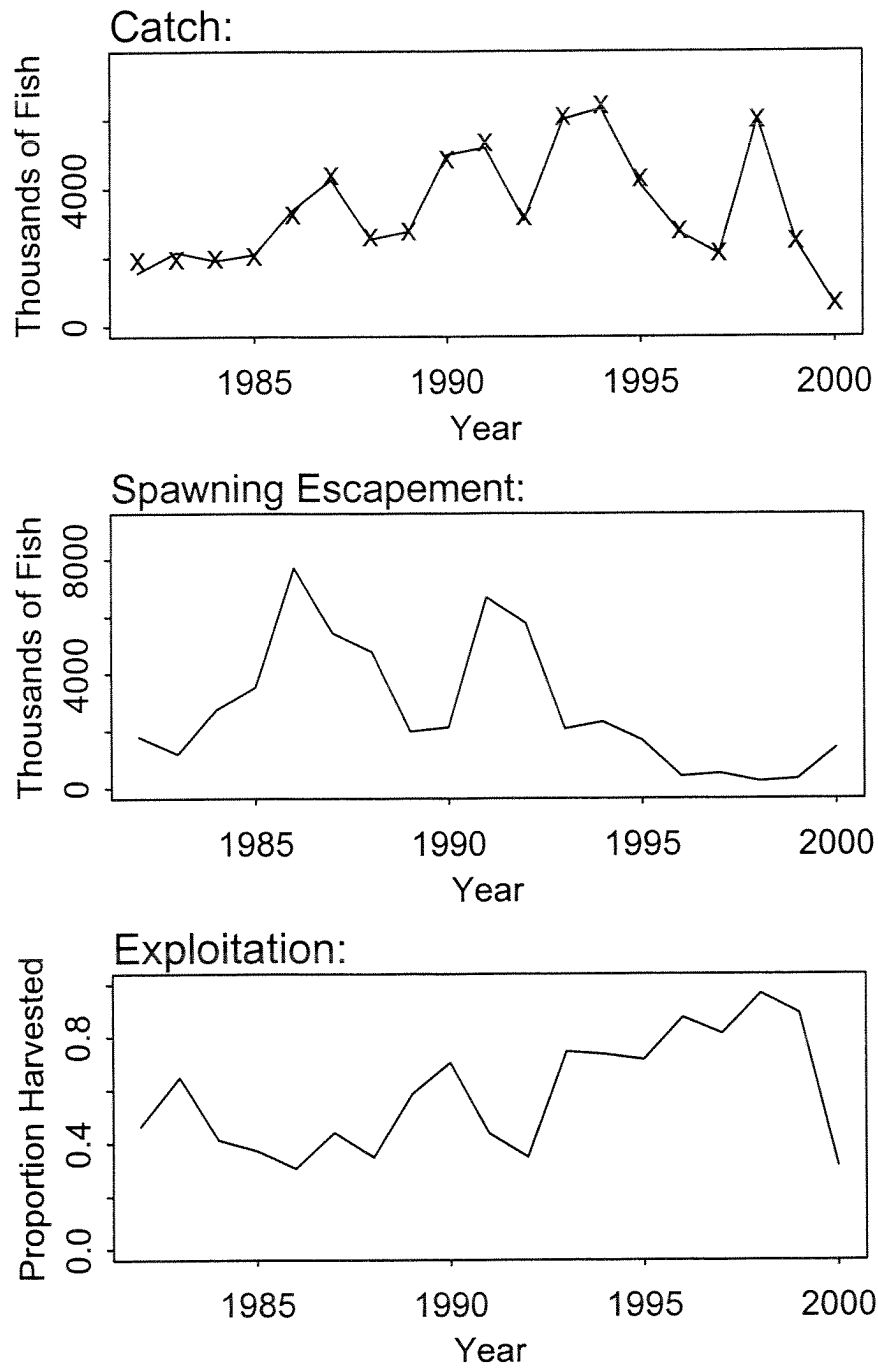 Catch:
Thousands of Fish
4000
0
1985 1990 1995 2000
Year
Spawning Escapement:
Thousands of Fish
8000
4000
0
1985 1990 1995 2000
Year
Exploitation:
Proportion Harvested
0.8
0.4
0.0
1985 1990 1995 2000
Year